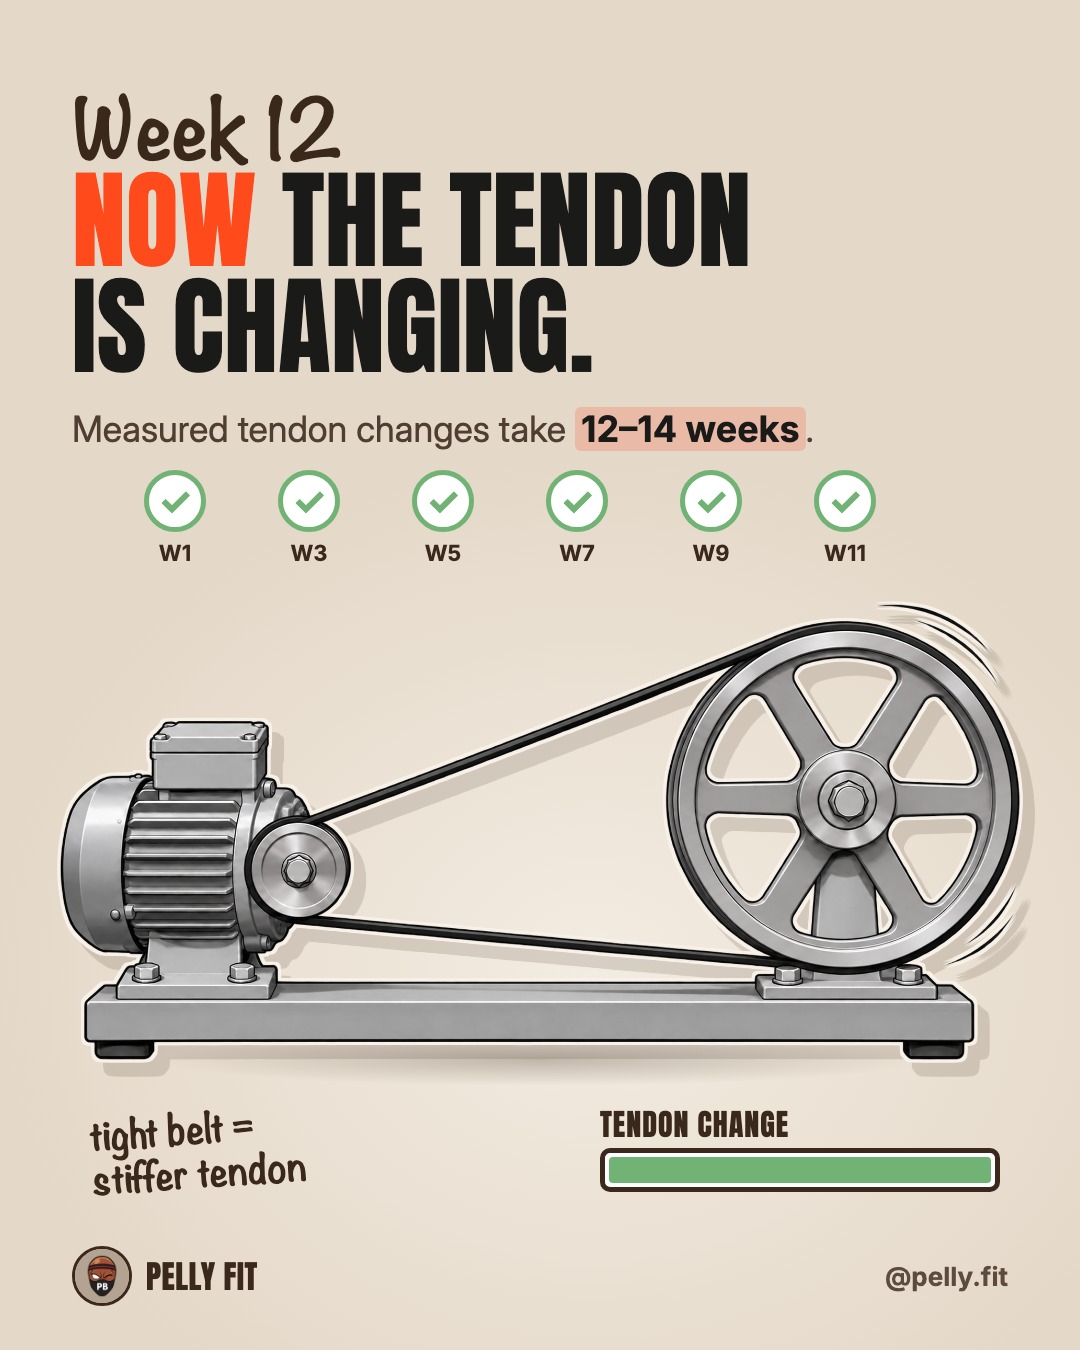 Week 12
NOW THE TENDON
IS CHANGING.
Measured tendon changes take 12–14 weeks.
W1 W3 W5 W7 W9 W11
tight belt =
stiffer tendon
TENDON CHANGE
PB
PELLY FIT
@pelly.fit